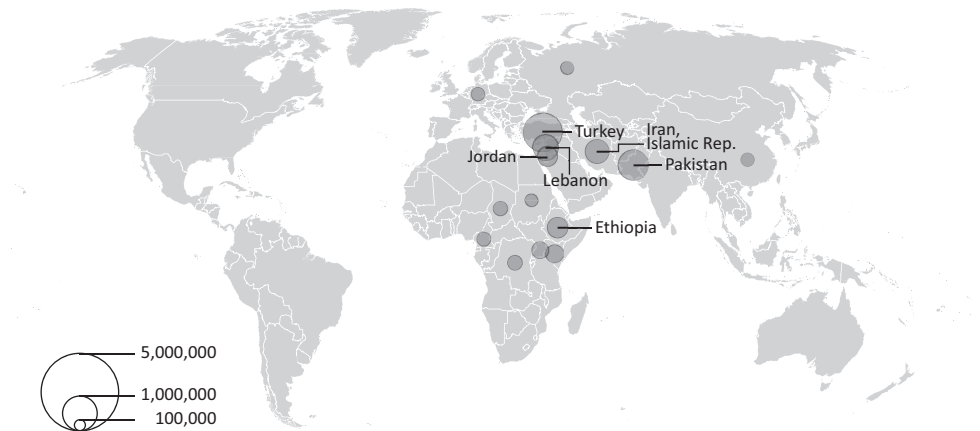 Turkey
Iran,
Islamic Rep.
Jordan
Pakistan
Lebanon
Ethiopia
5,000,000
1,000,000
100,000